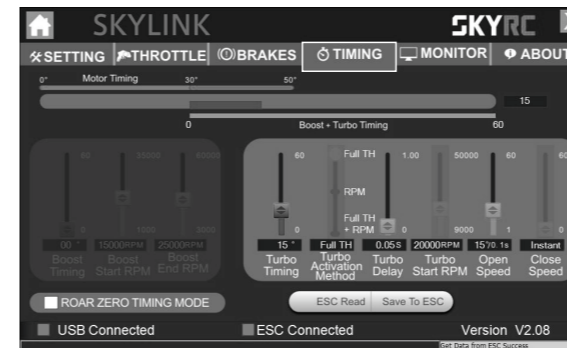 SKYLINK
SKYRC
SETTING THROTTLE BRAKES TIMING MONITOR ABOUT
0° Motor Timing 30° 50°
15
0 Boost + Turbo Timing 60
60 55000 60000 60 Full TH 1.00 50000 60 60
RPM
Full TH
0 1000 3000 0 + RPM 0 9000 1 0
00 ° 15000RPM 25000RPM 15 ° Full TH 0.05S 20000RPM 15?0.1s Instant
Boost Timing
Boost Start RPM
Boost End RPM
Turbo Timing
Turbo Activation Method
Turbo Delay
Turbo Start RPM
Open Speed
Close Speed
ROAR ZERO TIMING MODE
ESC Read Save To ESC
USB Connected ESC Connected Version V2.08
Get Data from ESC Success